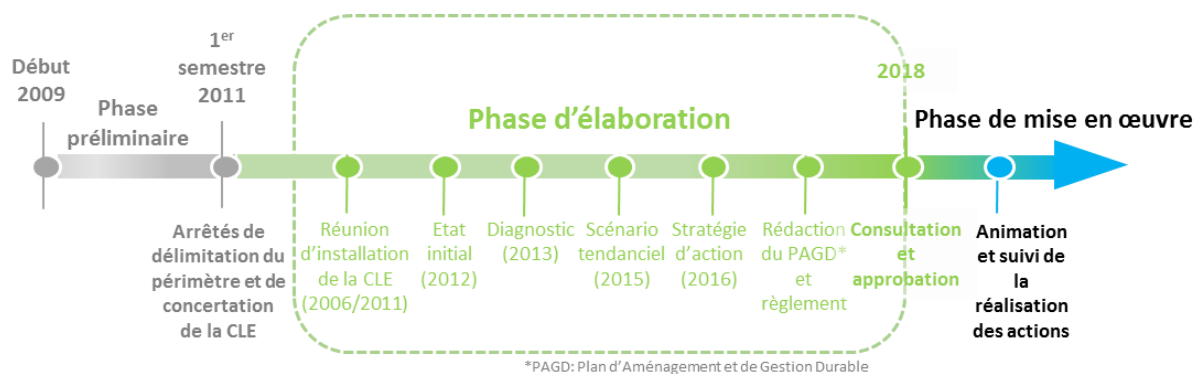 Début
2009
Phase
préliminaire
1er
semestre
2011
Phase d'élaboration
2018
Phase de mise en œuvre
Arrêtés de
délimitation du
périmètre et de
concertation
de la CLE
Réunion
d'installation
de la CLE
(2006/2011)
Etat
initial
(2012)
Diagnostic
(2013)
Scénario
tendanciel
(2015)
Stratégie
d'action
(2016)
Rédaction
du PAGD*
et
règlement
Consultation
et
approbation
Animation
et suivi de
la
réalisation
des actions
*PAGD: Plan d'Aménagement et de Gestion Durable